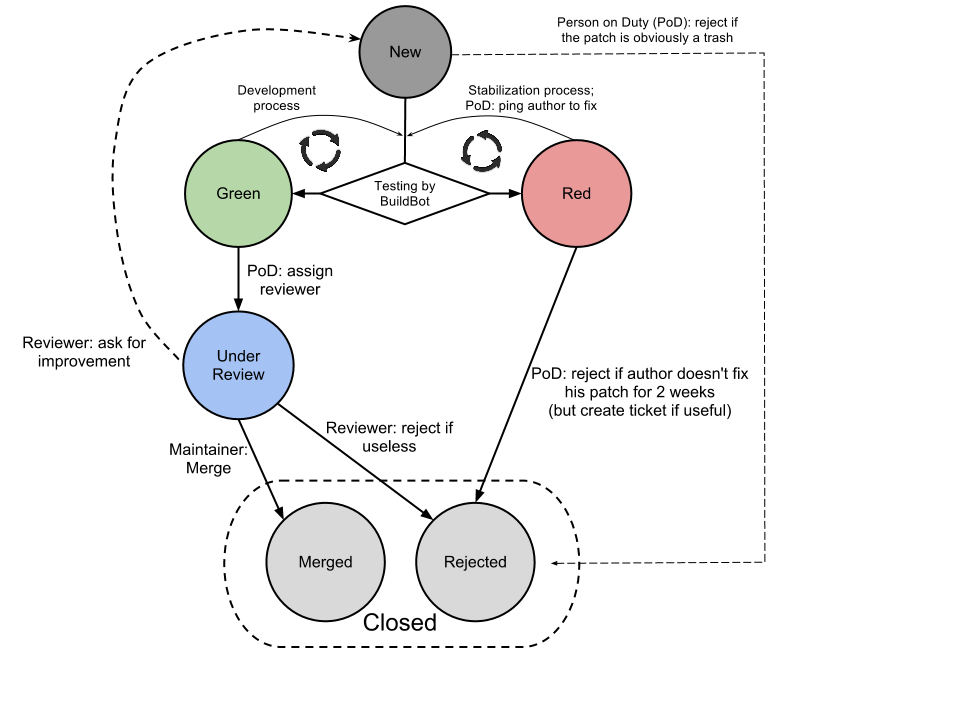 Person on Duty (PoD): reject if
the patch is obviously a trash
New
Development
process
Stabilization process;
PoD: ping author to fix
Green
Testing by
BuildBot
Red
PoD: assign
reviewer
Reviewer: ask for
improvement
Under
Review
PoD: reject if author doesn't fix
his patch for 2 weeks
(but create ticket if useful)
Reviewer: reject if
useless
Maintainer:
Merge
Merged
Rejected
Closed